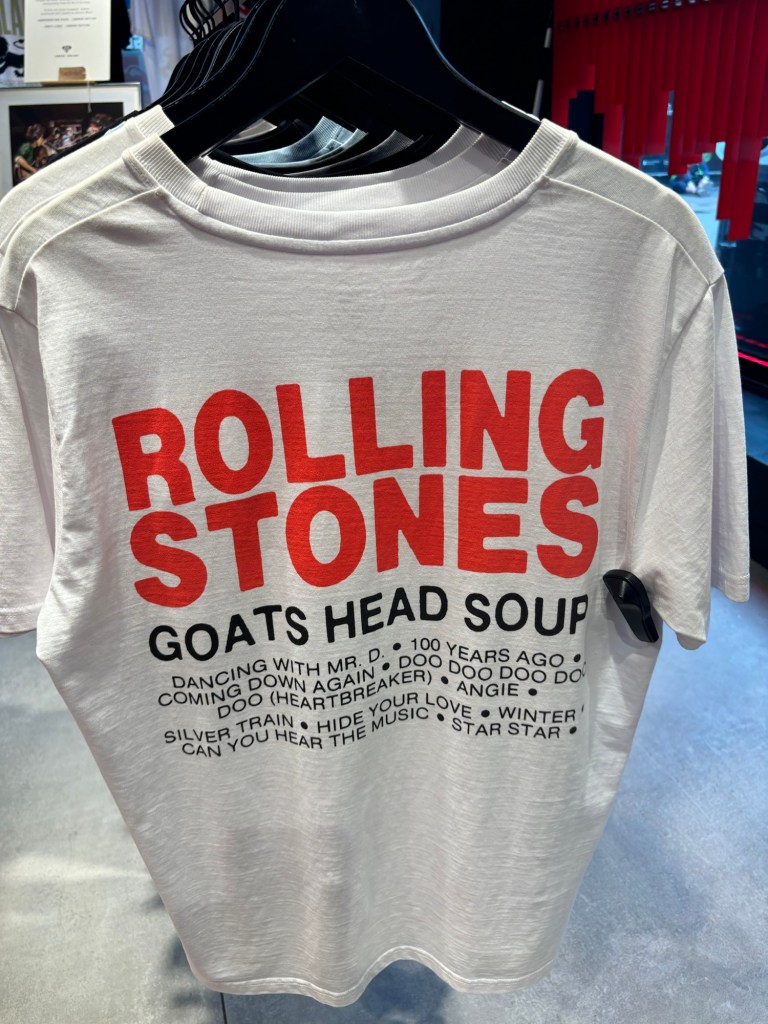 ROLLING
STONES
GOATS HEAD SOUP
DANCING WITH MR. D. • 100 YEARS AGO •
COMING DOWN AGAIN • DOO DOO DOO DOO
DOO (HEARTBREAKER) • ANGIE •
SILVER TRAIN • HIDE YOUR LOVE • WINTER •
CAN YOU HEAR THE MUSIC • STAR STAR •